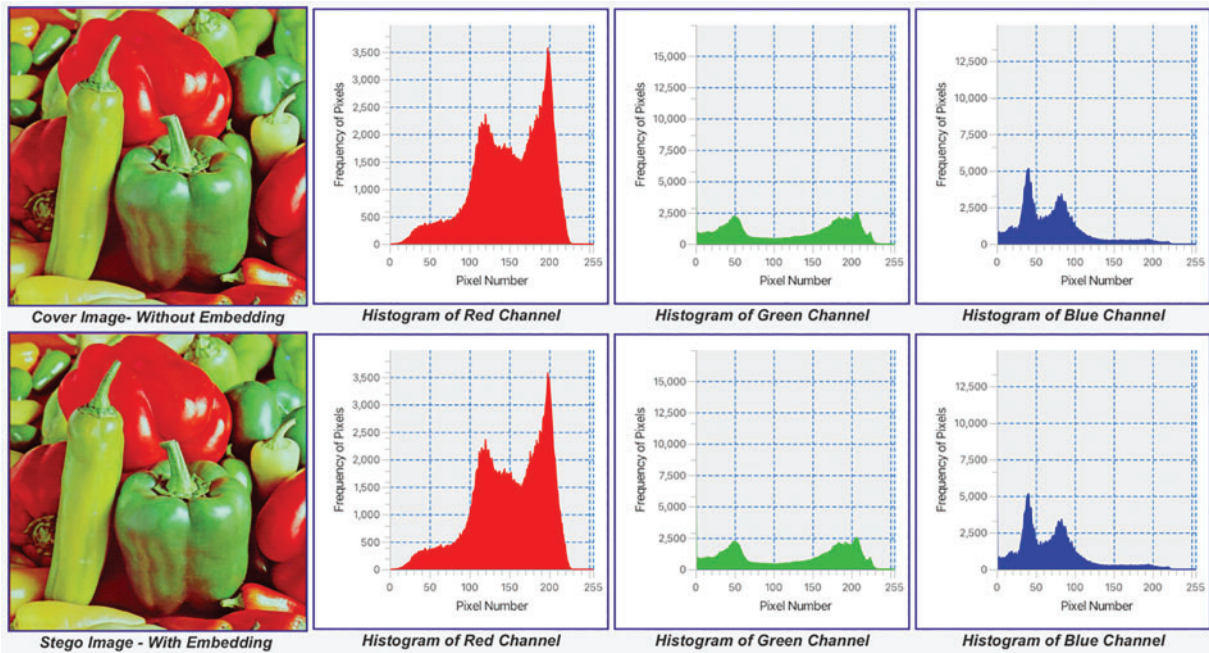 Frequency of Pixels
3,500
3,000
2,500
2,000
1,500
1,000
500
0
0 50 100 150 200 255
Pixel Number
Frequency of Pixels
15,000
12,500
10,000
7,500
5,000
2,500
0
0 50 100 150 200 255
Pixel Number
Frequency of Pixels
12,500
10,000
7,500
5,000
2,500
0
0 50 100 150 200 255
Pixel Number
Cover Image- Without Embedding
Histogram of Red Channel
Histogram of Green Channel
Histogram of Blue Channel
Frequency of Pixels
3,500
3,000
2,500
2,000
1,500
1,000
500
0
0 50 100 150 200 255
Pixel Number
Frequency of Pixels
15,000
12,500
10,000
7,500
5,000
2,500
0
0 50 100 150 200 255
Pixel Number
Frequency of Pixels
12,500
10,000
7,500
5,000
2,500
0
0 50 100 150 200 255
Pixel Number
Stego Image - With Embedding
Histogram of Red Channel
Histogram of Green Channel
Histogram of Blue Channel